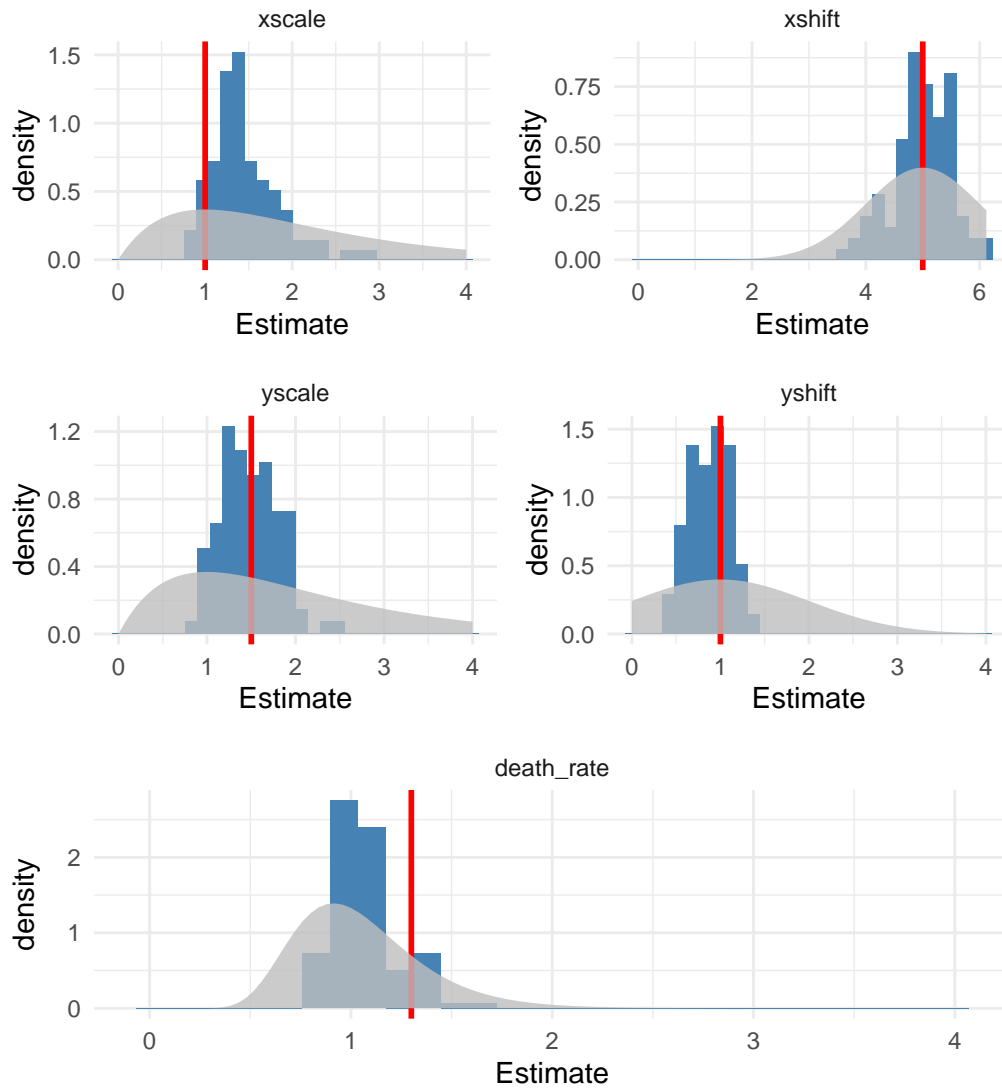 xscale
density
1.5
1.0
0.5
0.0
0 1 2 3 4
Estimate
xshift
density
0.75
0.50
0.25
0.00
0 2 4 6
Estimate
yscale
density
1.2
0.8
0.4
0.0
0 1 2 3 4
Estimate
yshift
density
1.5
1.0
0.5
0.0
0 1 2 3 4
Estimate
death_rate
density
2
1
0
0 1 2 3 4
Estimate